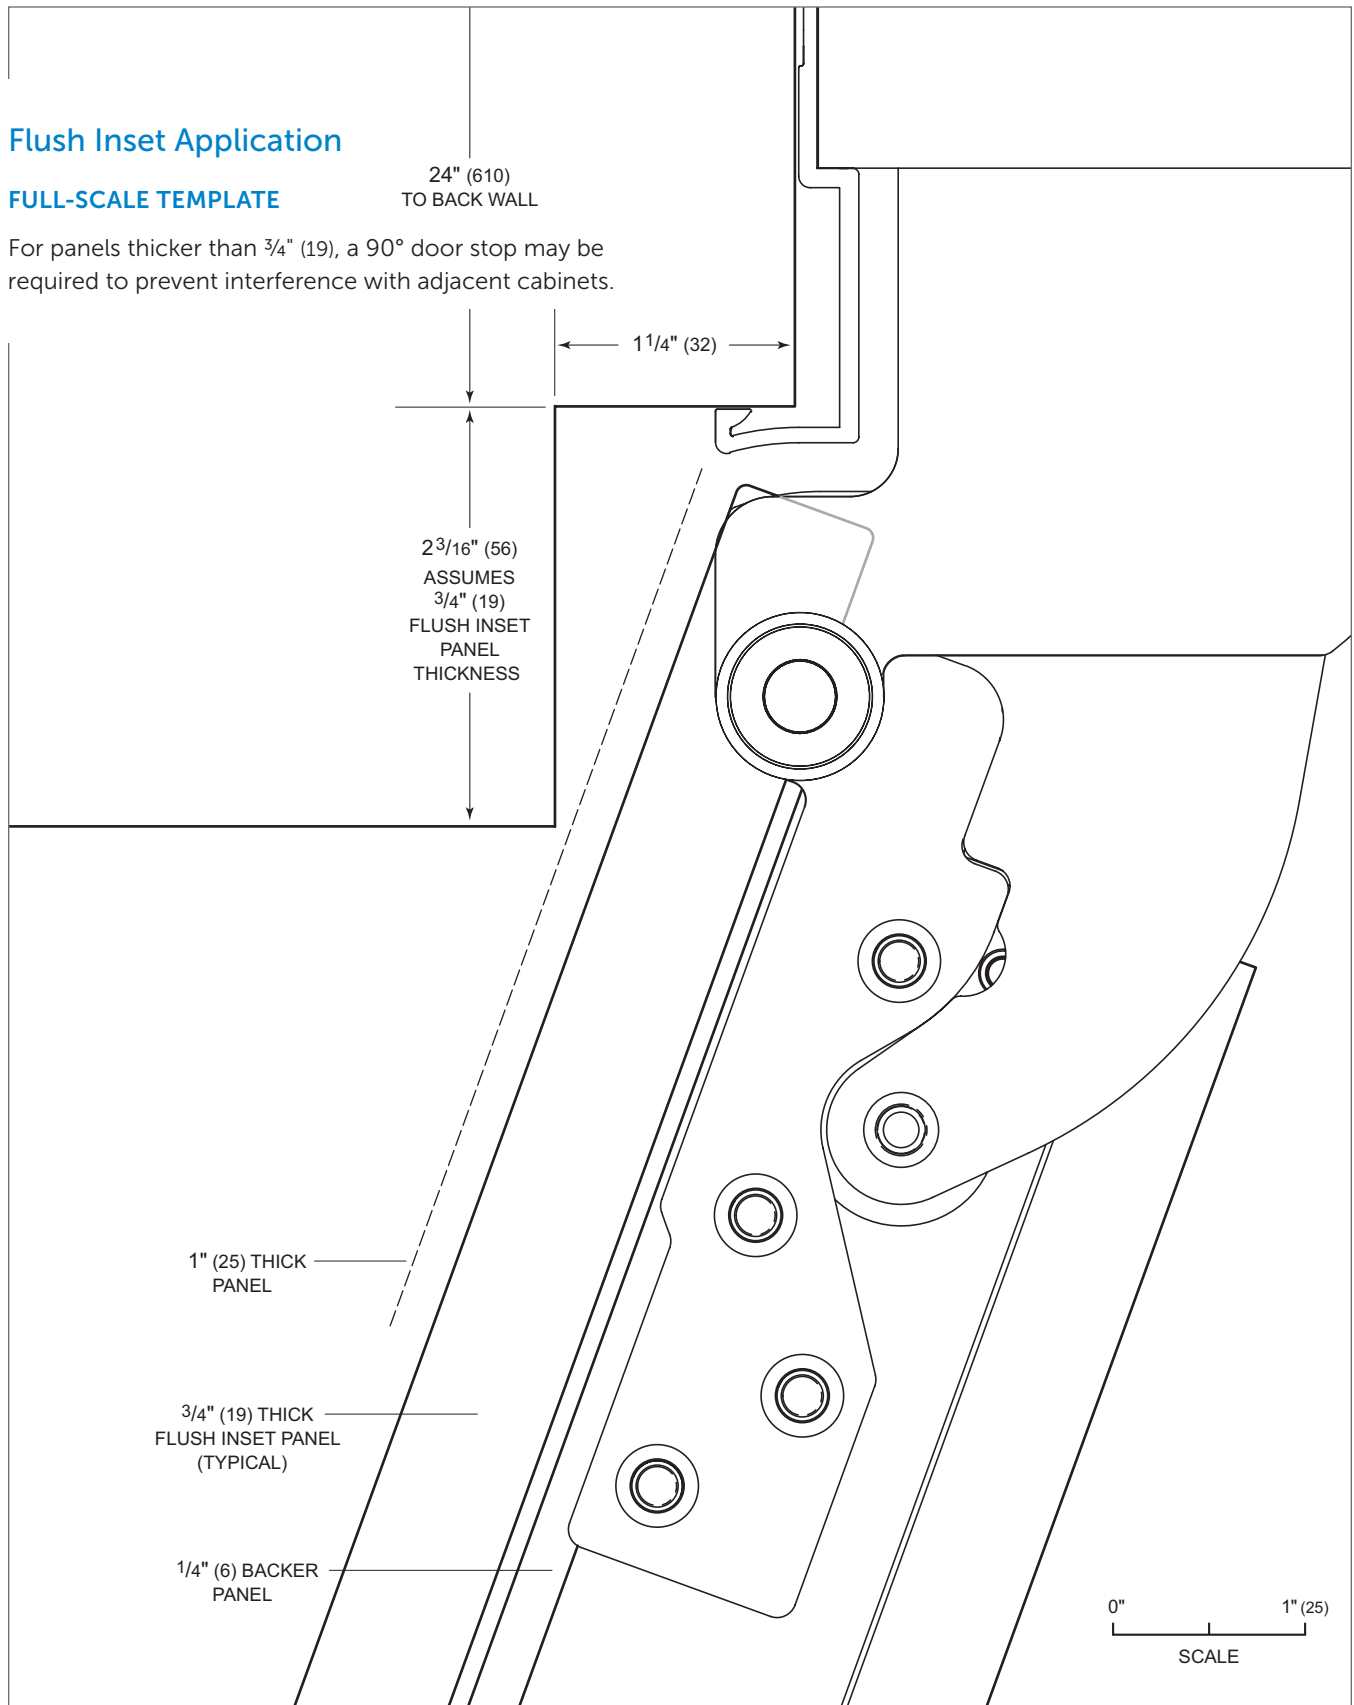 Flush Inset Application
FULL-SCALE TEMPLATE
24" (610)
TO BACK WALL
For panels thicker than ¾" (19), a 90° door stop may be
required to prevent interference with adjacent cabinets.
1 1/4" (32)
2 3/16" (56)
ASSUMES
3/4" (19)
FLUSH INSET
PANEL
THICKNESS
1" (25) THICK
PANEL
3/4" (19) THICK
FLUSH INSET PANEL
(TYPICAL)
1/4" (6) BACKER
PANEL
0" 1" (25)
SCALE